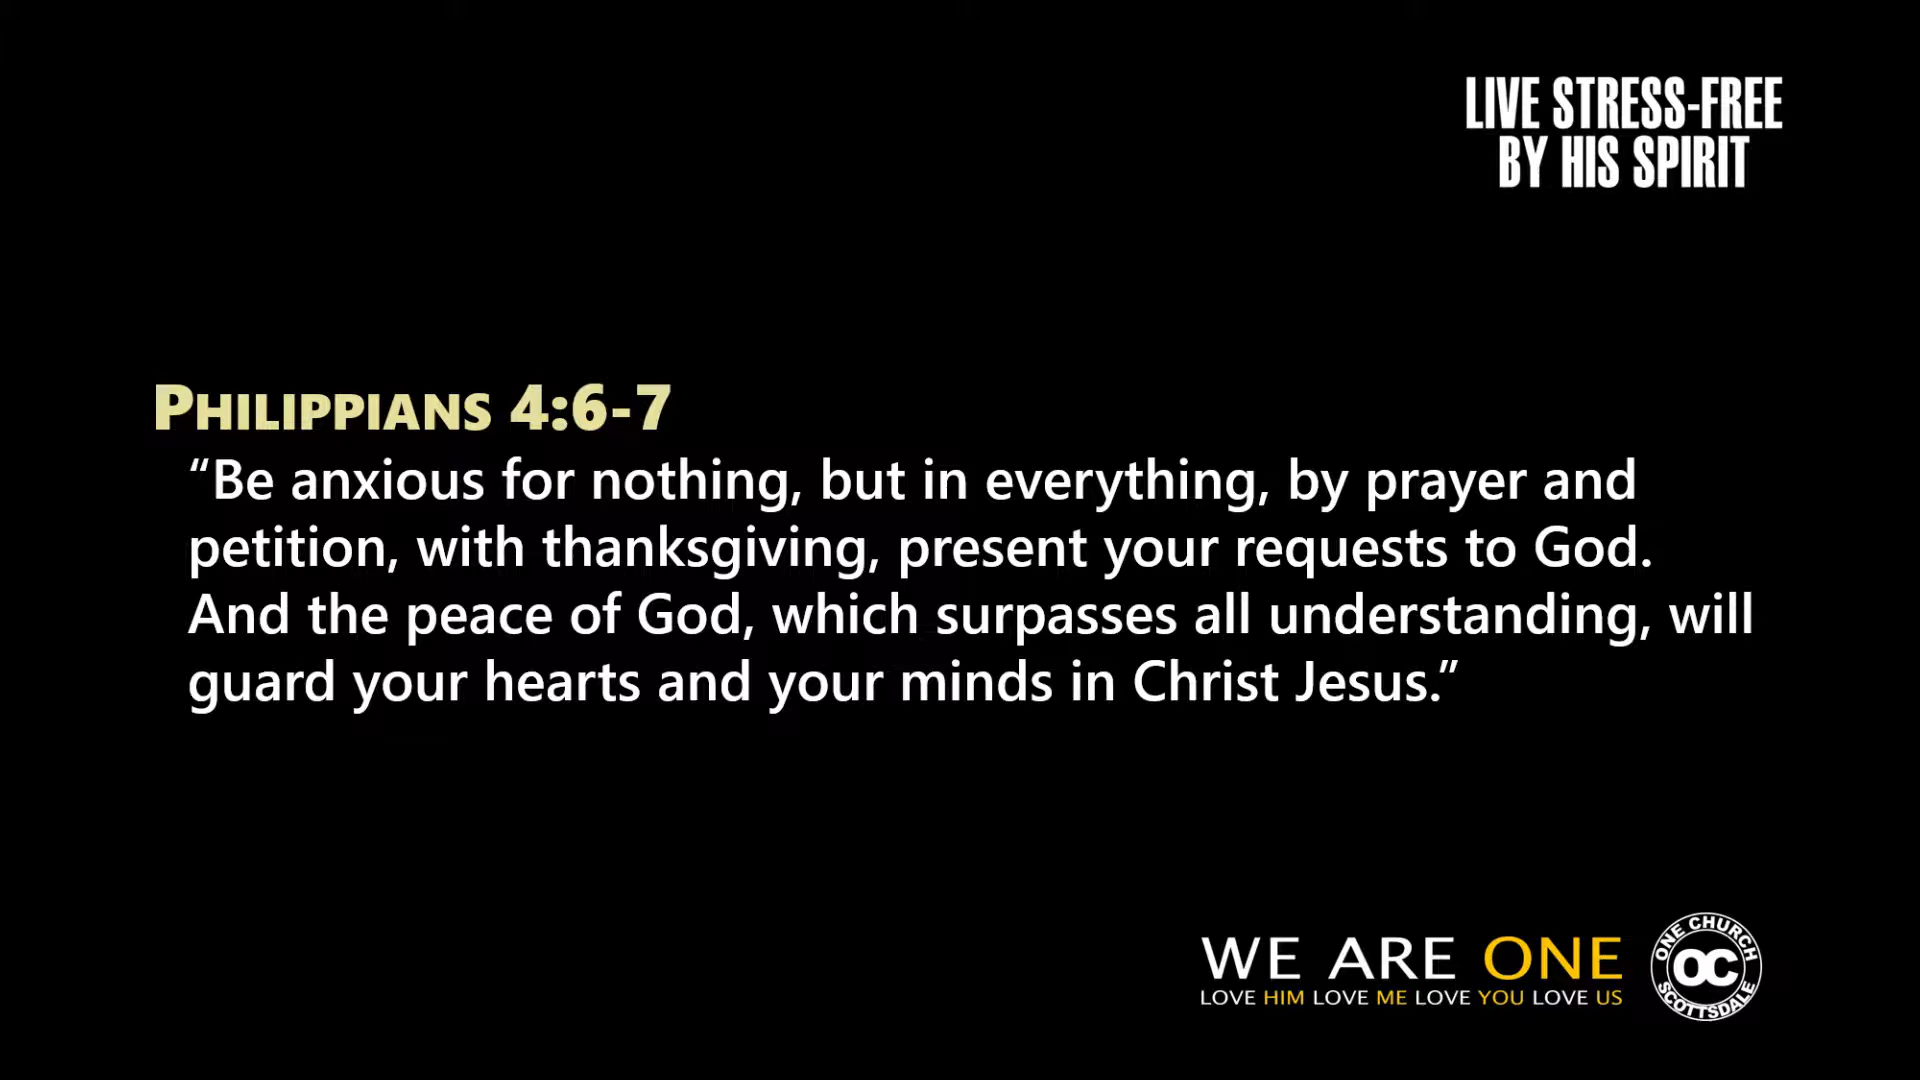 LIVE STRESS-FREE
BY HIS SPIRIT
PHILIPPIANS 4:6-7
“Be anxious for nothing, but in everything, by prayer and
petition, with thanksgiving, present your requests to God.
And the peace of God, which surpasses all understanding, will
guard your hearts and your minds in Christ Jesus.”
WE ARE ONE
LOVE HIM LOVE ME LOVE YOU LOVE US
ONE CHURCH
OC
SCOTTSDALE